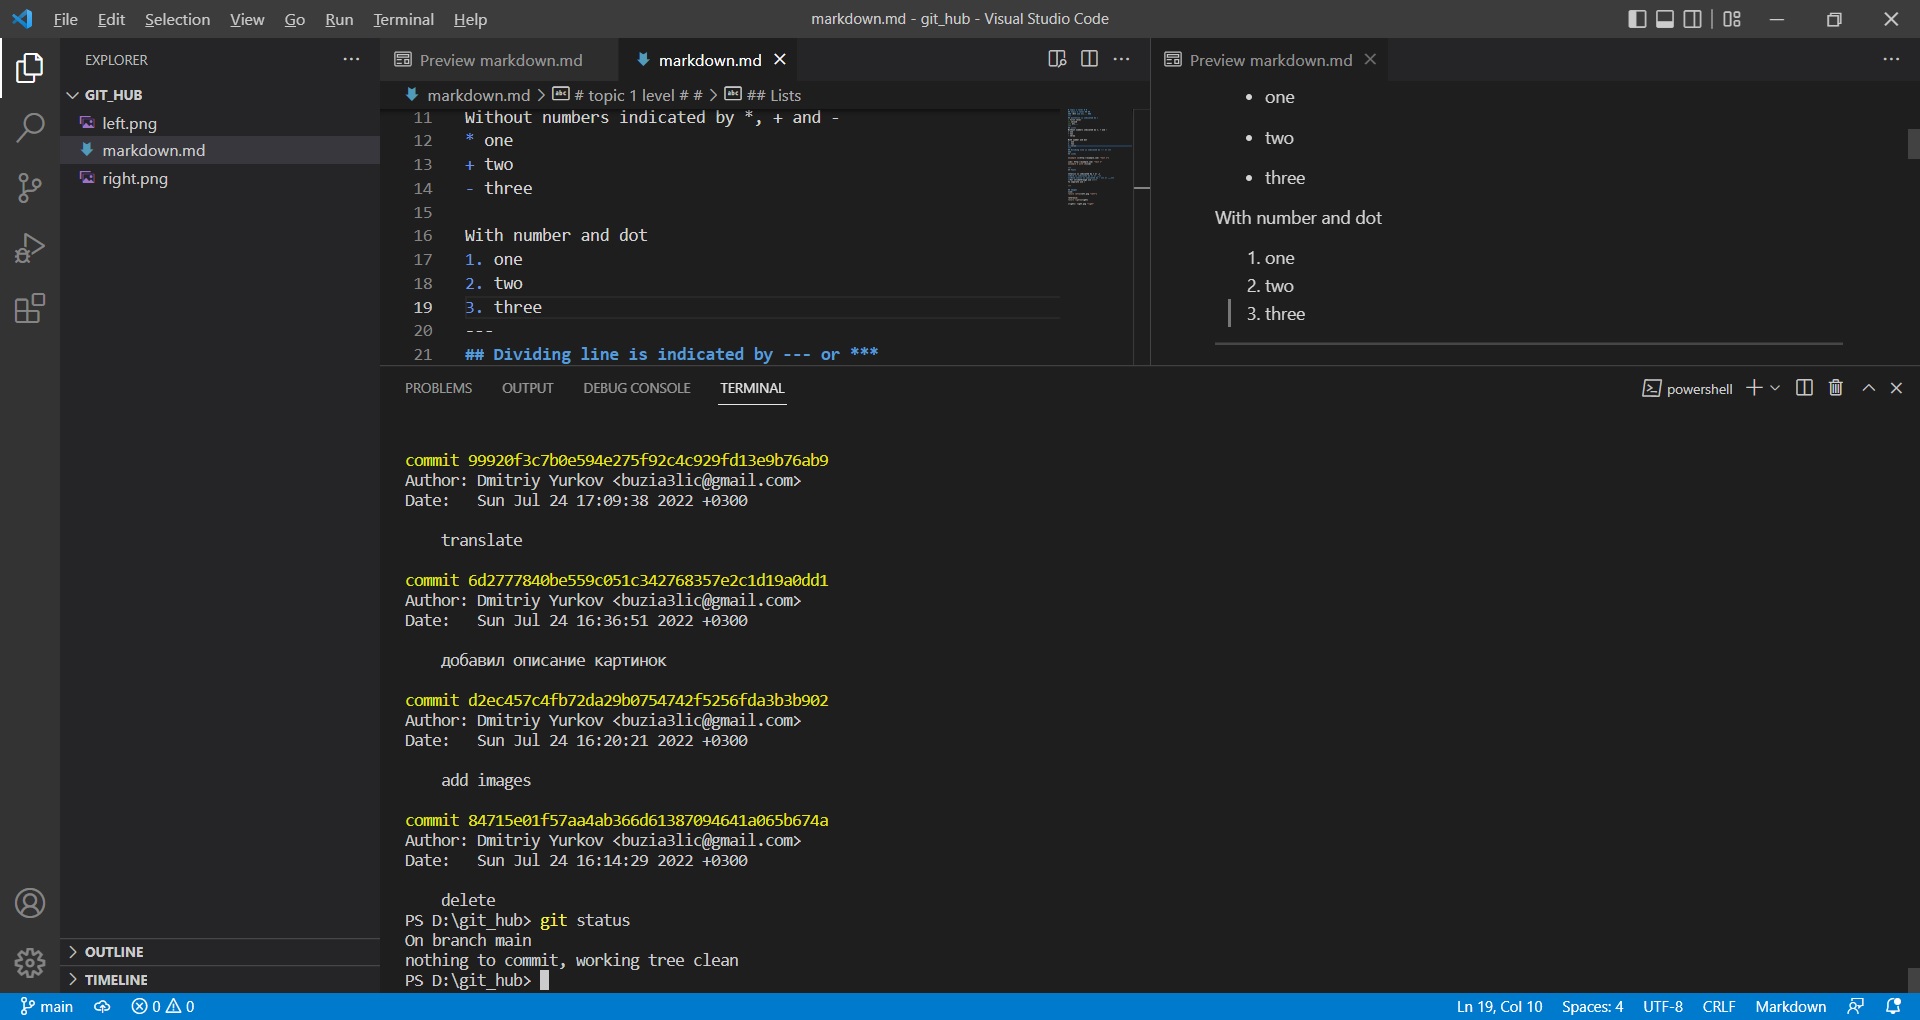 File Edit Selection View Go Run Terminal Help
markdown.md - git_hub - Visual Studio Code
EXPLORER
GIT_HUB
left.png
markdown.md
right.png
OUTLINE
TIMELINE
Preview markdown.md
markdown.md
markdown.md > # topic 1 level # # > ## Lists
11 Without numbers indicated by *, + and -
12 * one
13 + two
14 - three
15
16 With number and dot
17 1. one
18 2. two
19 3. three
20 ---
21 ## Dividing line is indicated by --- or ***
Preview markdown.md
• one
• two
• three
With number and dot
1. one
2. two
3. three
PROBLEMS OUTPUT DEBUG CONSOLE TERMINAL
powershell
commit 99920f3c7b0e594e275f92c4c929fd13e9b76ab9
Author: Dmitriy Yurkov <buzia3lic@gmail.com>
Date:   Sun Jul 24 17:09:38 2022 +0300
translate
commit 6d2777840be559c051c342768357e2c1d19a0dd1
Author: Dmitriy Yurkov <buzia3lic@gmail.com>
Date:   Sun Jul 24 16:36:51 2022 +0300
добавил описание картинок
commit d2ec457c4fb72da29b0754742f5256fda3b3b902
Author: Dmitriy Yurkov <buzia3lic@gmail.com>
Date:   Sun Jul 24 16:20:21 2022 +0300
add images
commit 84715e01f57aa4ab366d61387094641a065b674a
Author: Dmitriy Yurkov <buzia3lic@gmail.com>
Date:   Sun Jul 24 16:14:29 2022 +0300
delete
PS D:\git_hub> git status
On branch main
nothing to commit, working tree clean
PS D:\git_hub>
main 0 0
Ln 19, Col 10 Spaces: 4 UTF-8 CRLF Markdown